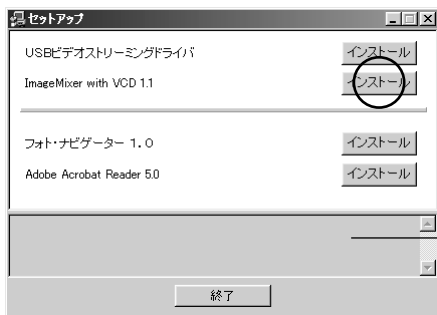 セットアップ
USBビデオストリーミングドライバ インストール
ImageMixer with VCD 1.1 インストール
フォト・ナビゲーター 1.0 インストール
Adobe Acrobat Reader 5.0 インストール
終了